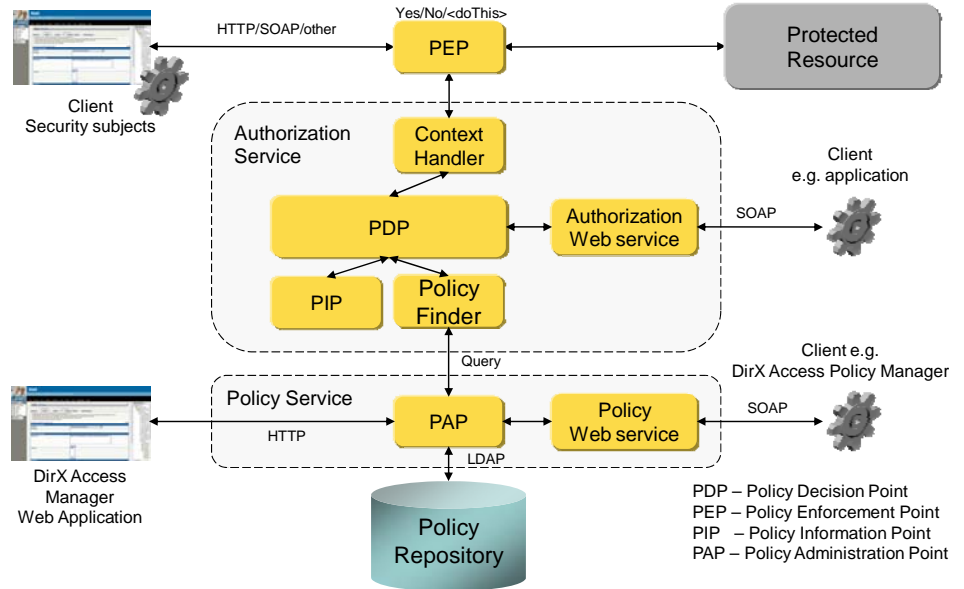 Yes/No/<doThis>
HTTP/SOAP/other
PEP
Protected
Resource
Client
Security subjects
Authorization
Service
Context
Handler
Client
e.g. application
PDP
Authorization
Web service
SOAP
PIP
Policy
Finder
Query
Client e.g.
DirX Access Policy Manager
Policy Service
PAP
Policy
Web service
SOAP
HTTP
LDAP
DirX Access
Manager
Web Application
Policy
Repository
PDP – Policy Decision Point
PEP – Policy Enforcement Point
PIP – Policy Information Point
PAP – Policy Administration Point